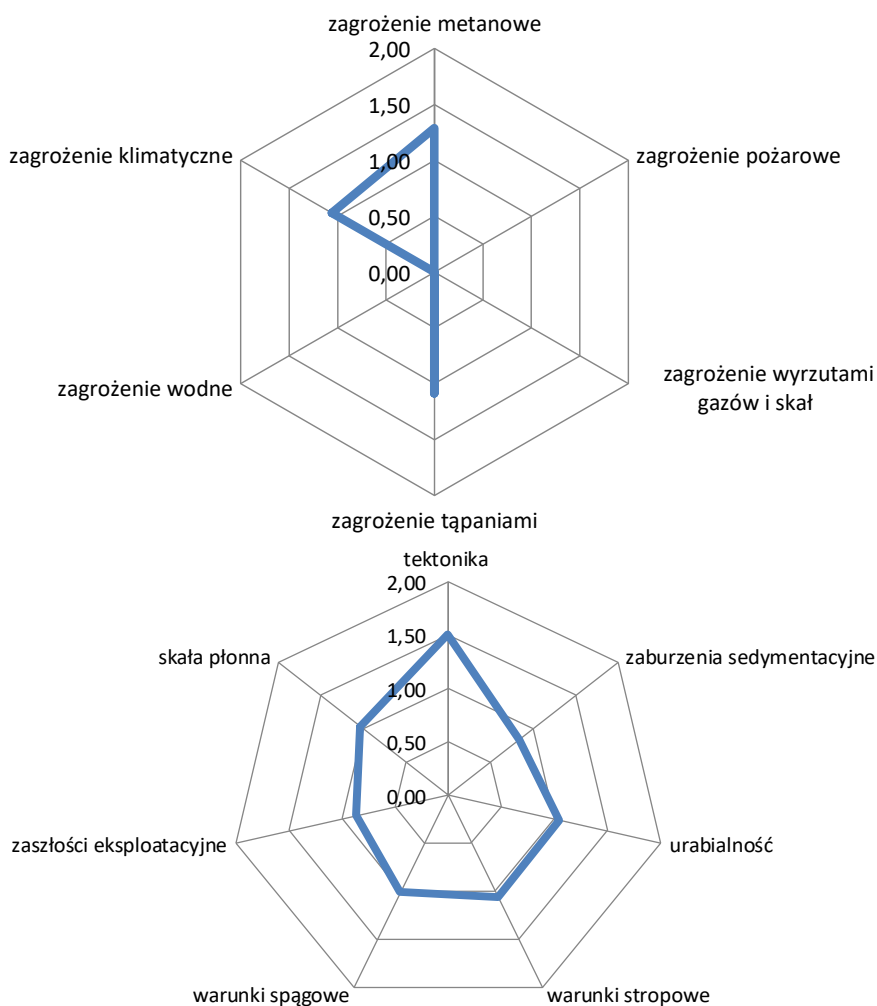 zagrożenie metanowe
2,00
1,50
zagrożenie klimatyczne
zagrożenie pożarowe
1,00
0,50
0,00
zagrożenie wodne
zagrożenie wyrzutami
gazów i skał
zagrożenie tąpaniami
tektonika
2,00
1,50
skała płonna
zaburzenia sedymentacyjne
1,00
0,50
0,00
zaszłości eksploatacyjne
urabialność
warunki spągowe
warunki stropowe